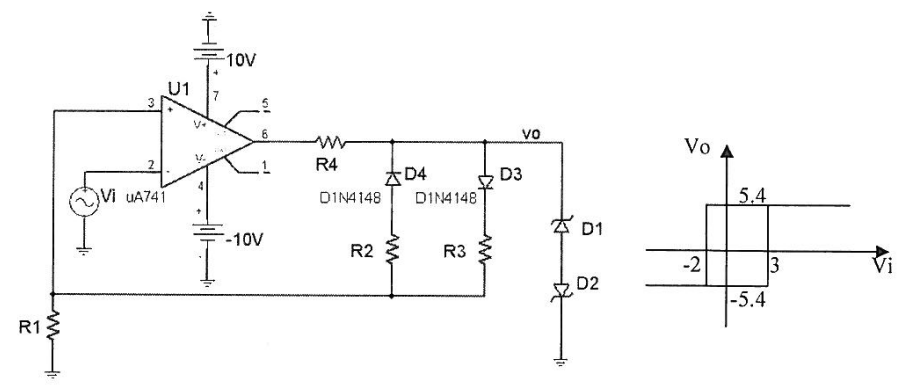 10V
U1
3
+
7
5
V+
6
vo
2
-
V-
1
4
Vi
uA741
-10V
R4
D4
D1N4148
D3
D1N4148
R2
R3
D1
D2
R1
Vo
5.4
-2
3
Vi
-5.4